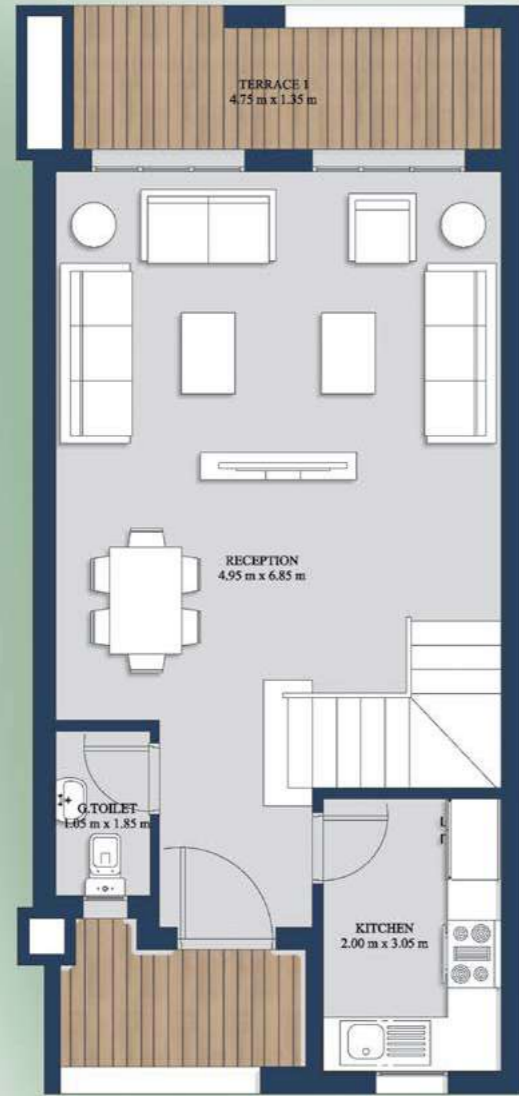 TERRACE 1
4.75 m x 1.35 m
RECEPTION
4.95 m x 6.85 m
G.TOILET
1.05 m x 1.85 m
KITCHEN
2.00 m x 3.05 m